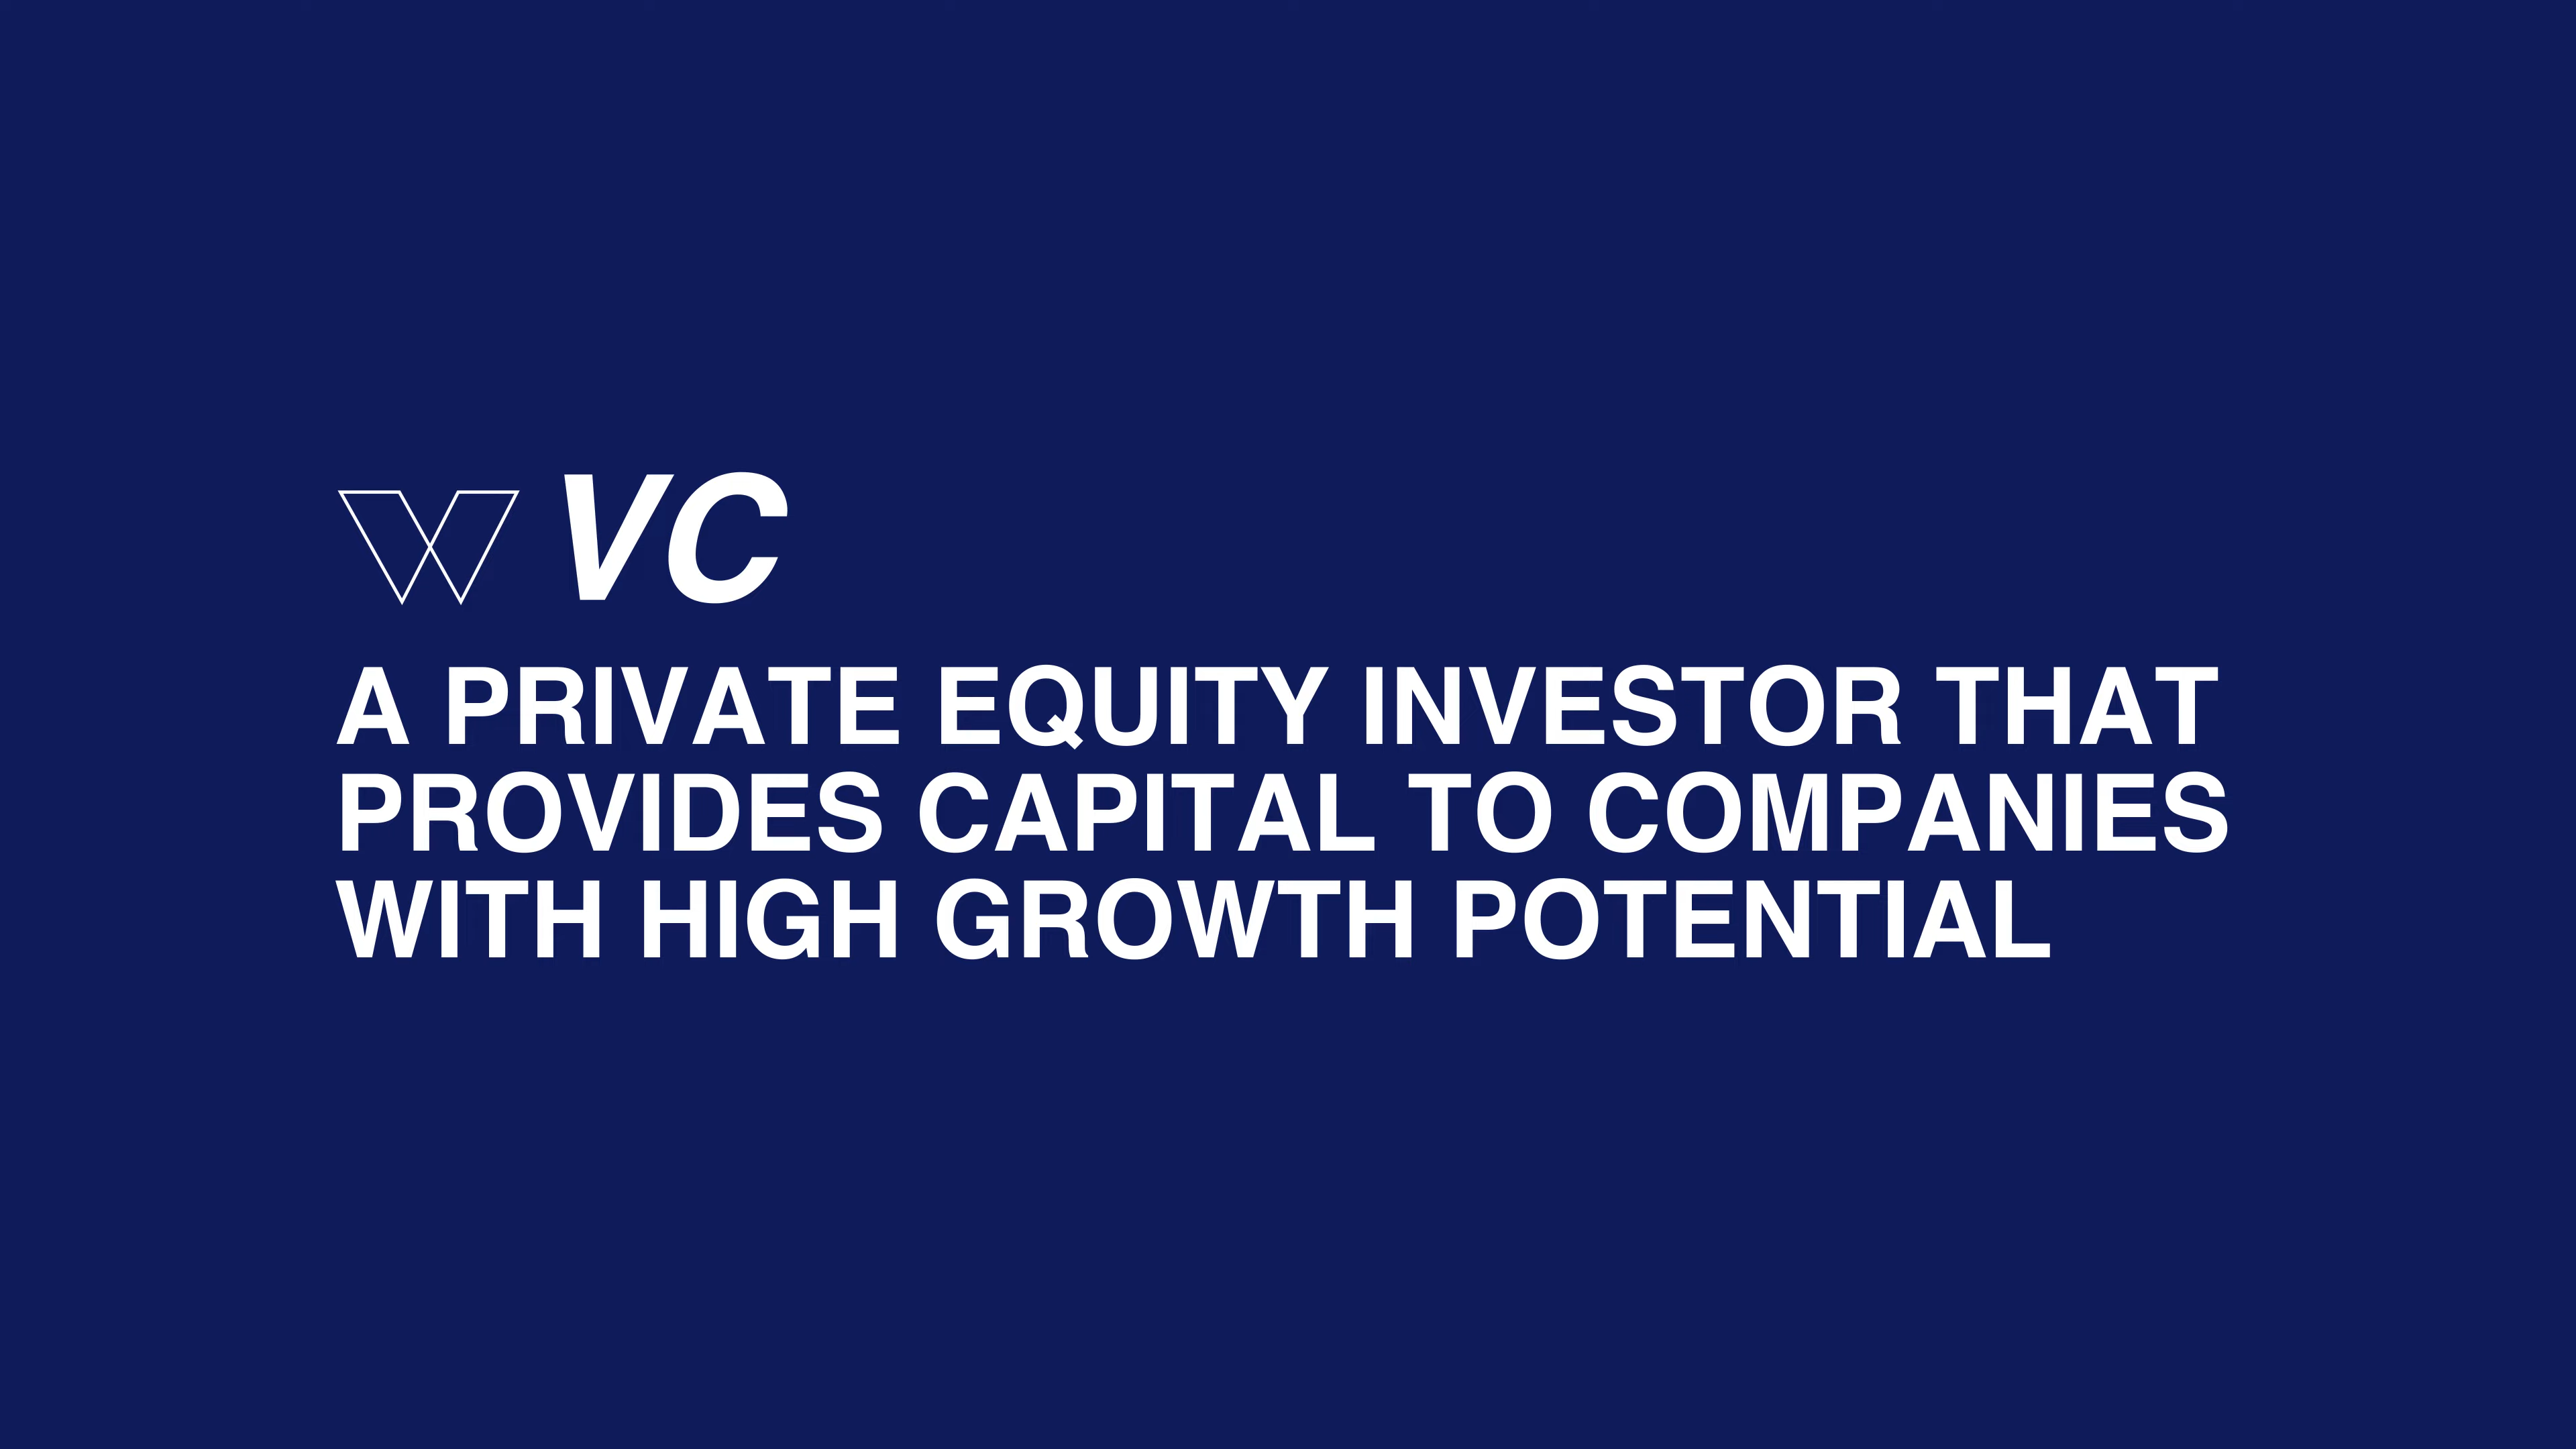 W VC
A PRIVATE EQUITY INVESTOR THAT
PROVIDES CAPITAL TO COMPANIES
WITH HIGH GROWTH POTENTIAL